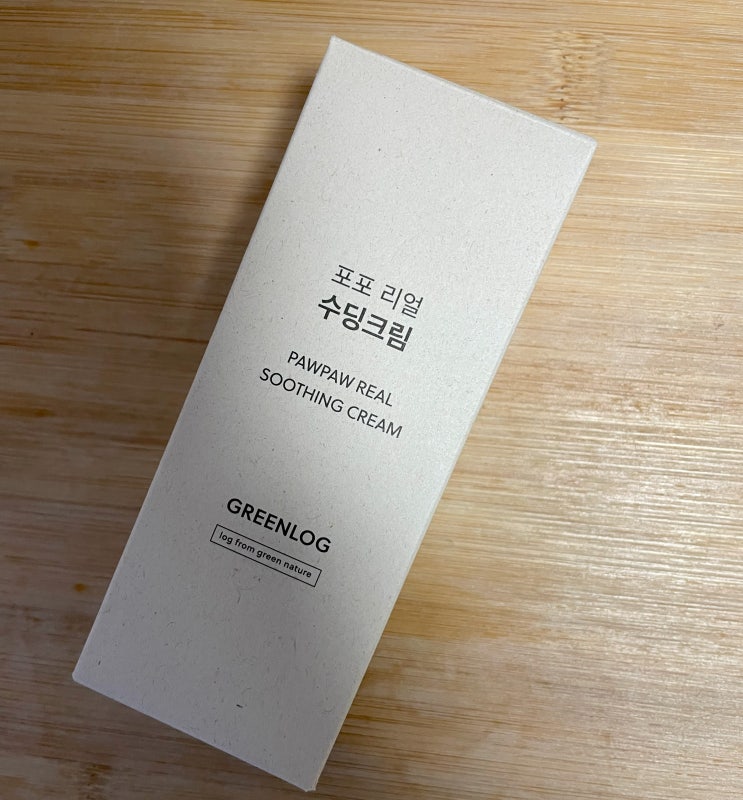 포포 리얼
수딩크림
PAWPAW REAL
SOOTHING CREAM
GREENLOG
log from green nature